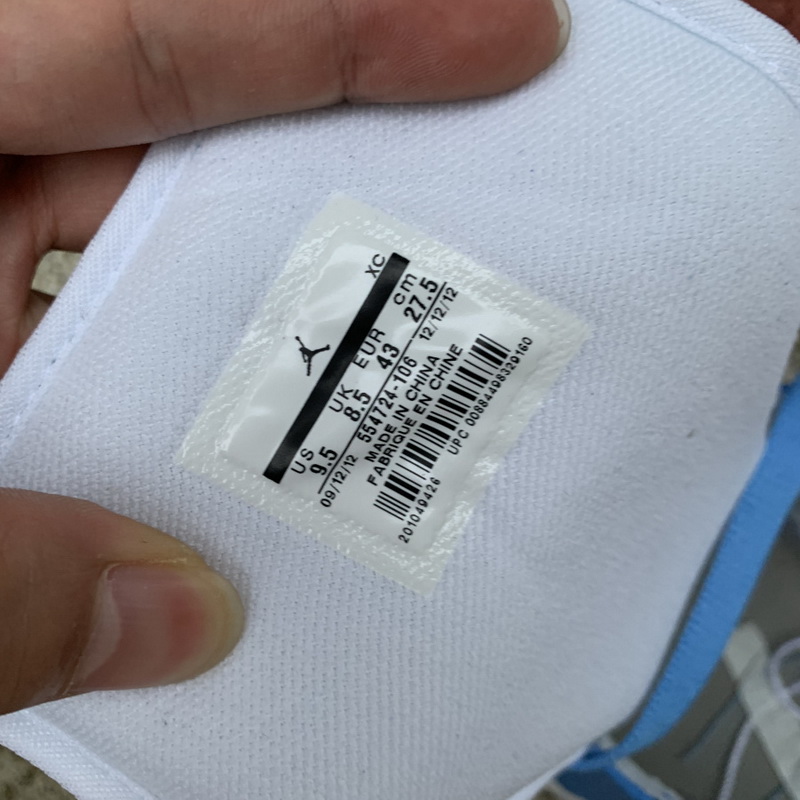 XC
US UK EUR cm
9.5 8.5 43 27.5
09/12/12 554724-106 12/12/12
MADE IN CHINA
FABRIQUE EN CHINE
201049426 UPC 00884498329160